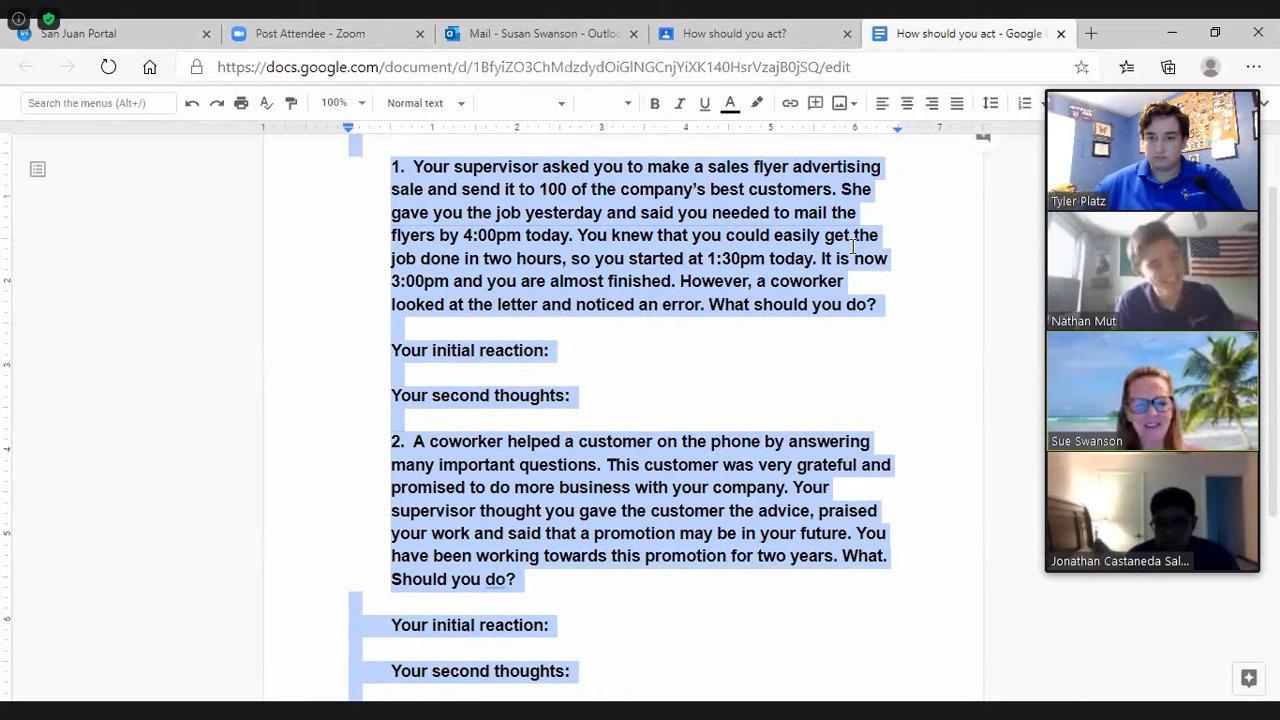 San Juan Portal
Post Attendee - Zoom
Mail - Susan Swanson - Outloo
How should you act?
How should you act - Google
https://docs.google.com/document/d/1BfyiZO3ChMdzdydOiGlNGCnjYiXK140HsrVzajB0jSQ/edit
Search the menus (Alt+/)
100%
Normal text
1 1 2 3 4 5 6 7
1. Your supervisor asked you to make a sales flyer advertising
sale and send it to 100 of the company's best customers. She
gave you the job yesterday and said you needed to mail the
flyers by 4:00pm today. You knew that you could easily get the
job done in two hours, so you started at 1:30pm today. It is now
3:00pm and you are almost finished. However, a coworker
looked at the letter and noticed an error. What should you do?
Your initial reaction:
Your second thoughts:
2. A coworker helped a customer on the phone by answering
many important questions. This customer was very grateful and
promised to do more business with your company. Your
supervisor thought you gave the customer the advice, praised
your work and said that a promotion may be in your future. You
have been working towards this promotion for two years. What.
Should you do?
Your initial reaction:
Your second thoughts:
Tyler Platz
Nathan Mut
Sue Swanson
Jonathan Castaneda Sal...